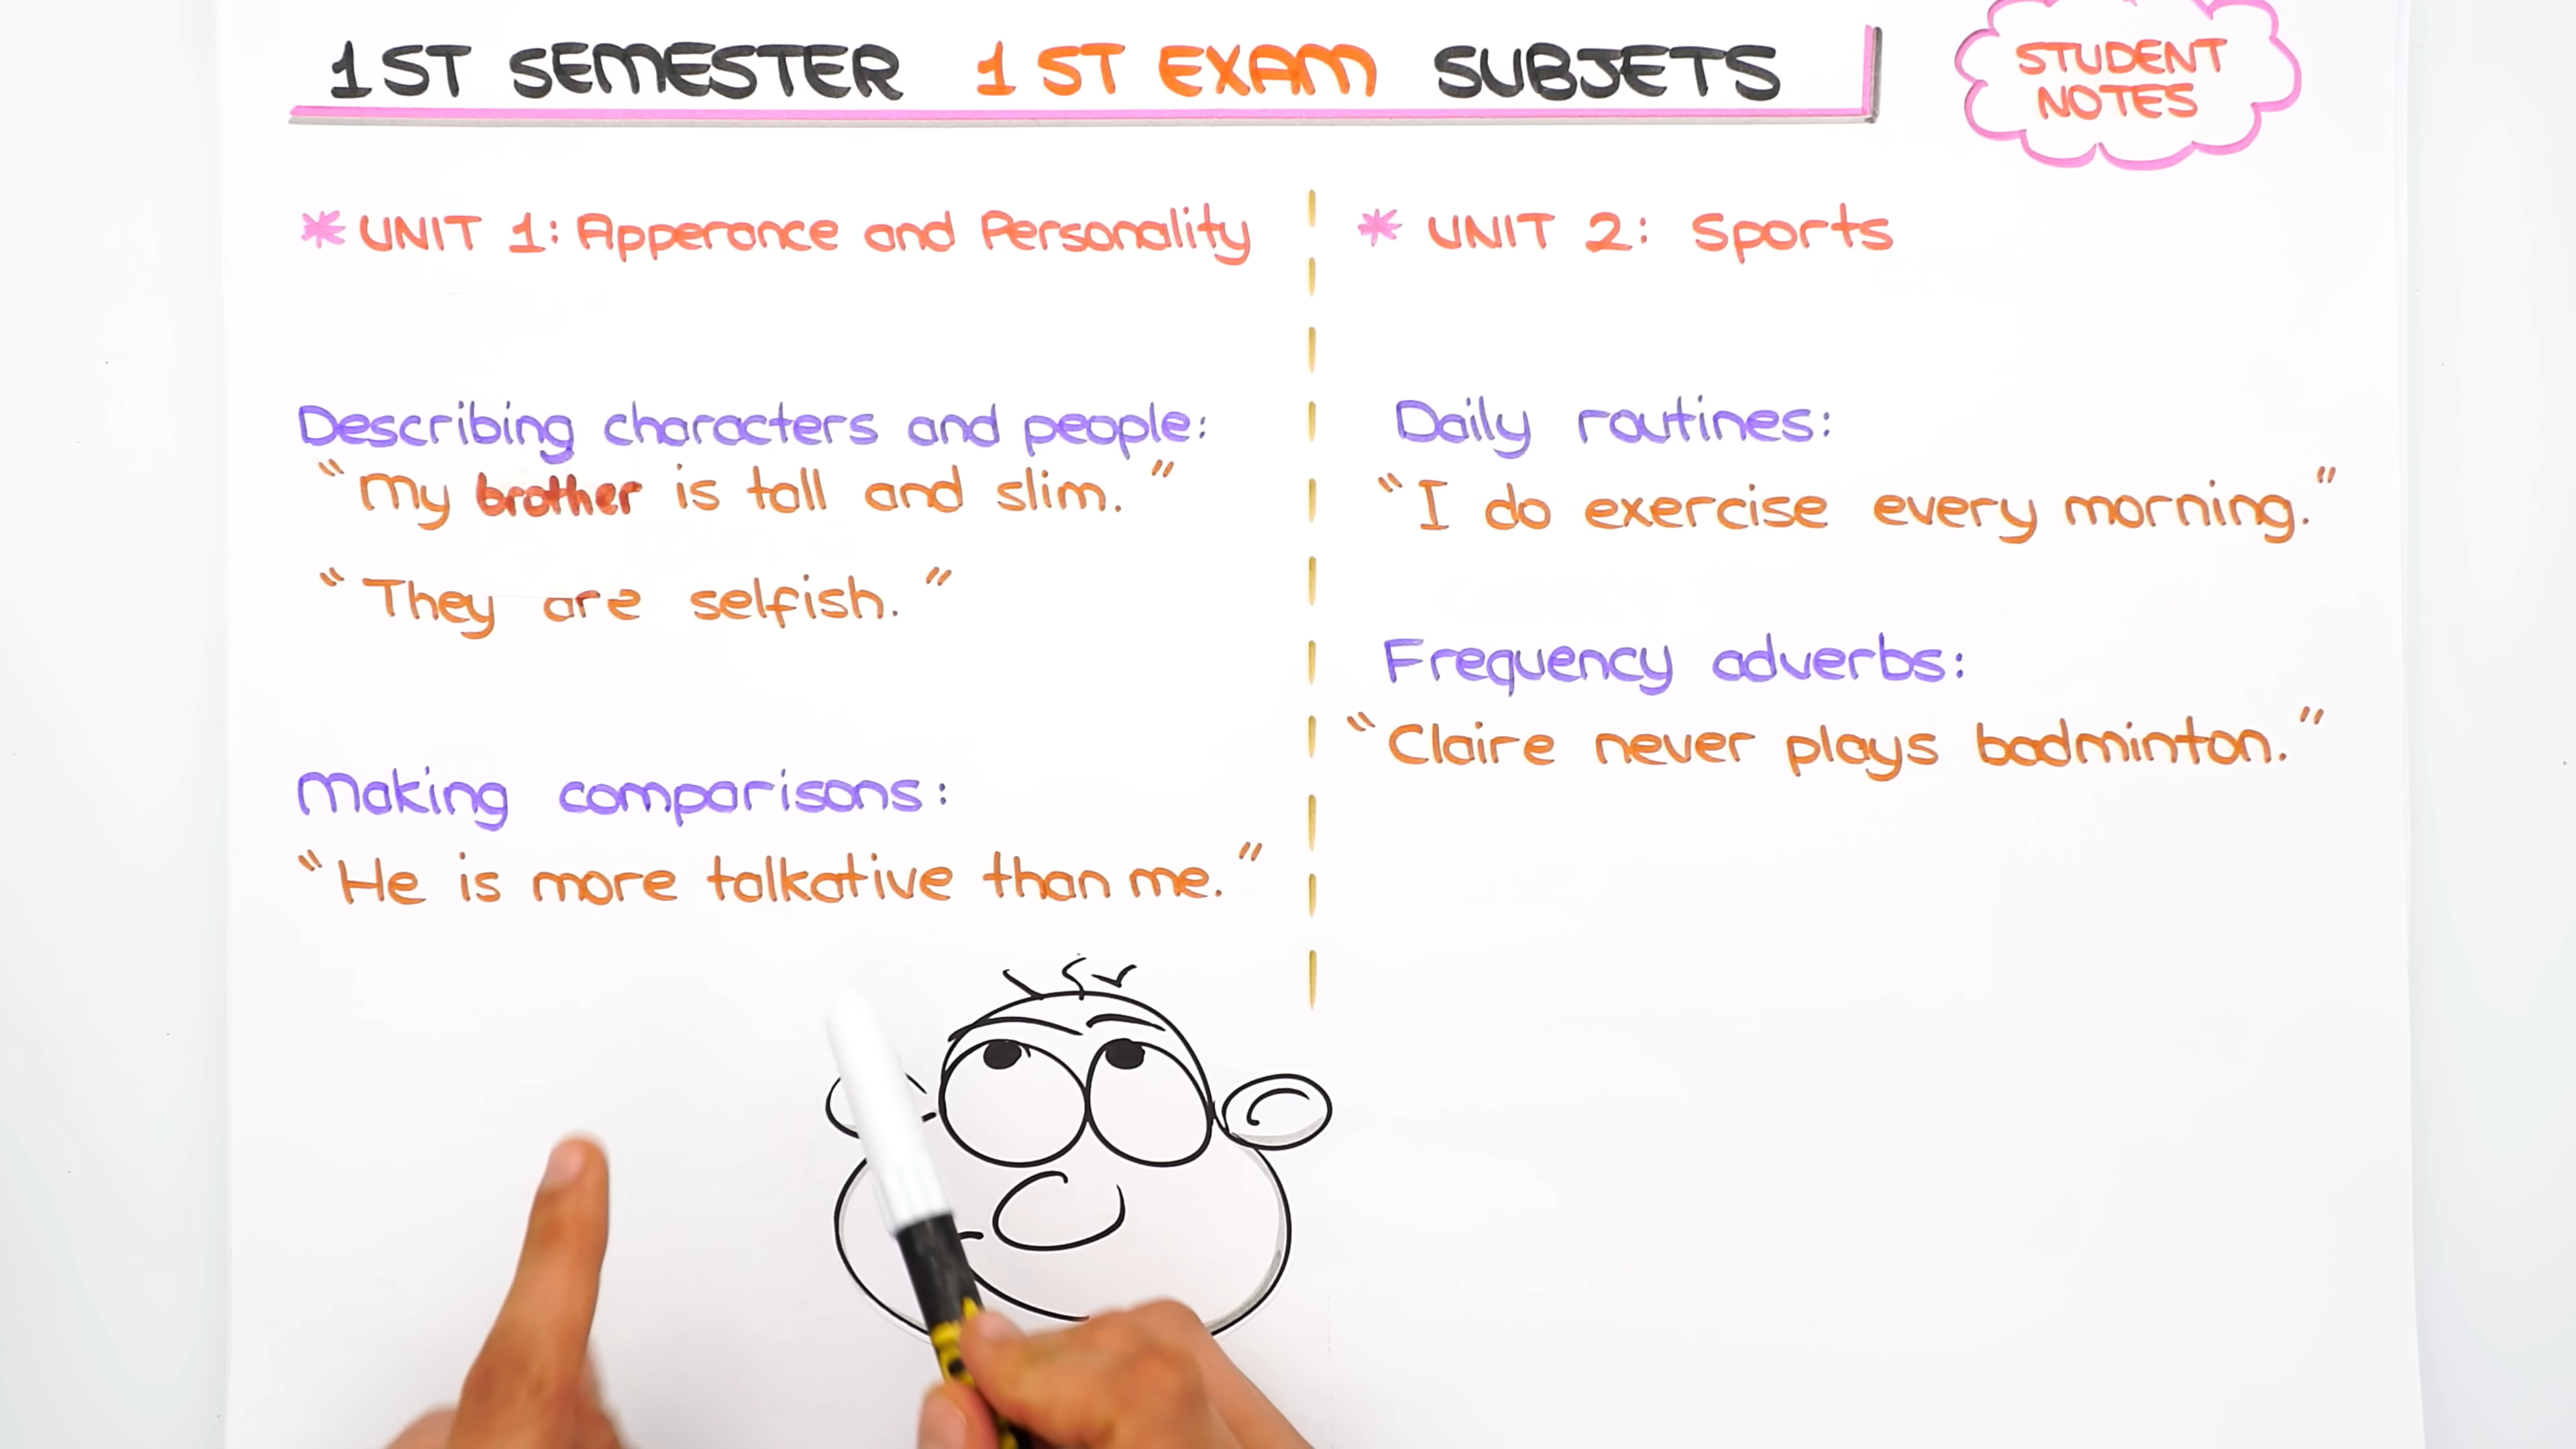 1ST SEMESTER 1ST EXAM SUBJETS
STUDENT
NOTES
* UNIT 1: Apperance and Personality
Describing characters and people:
"My brother is tall and slim."
"They are selfish."
Making comparisons:
"He is more talkative than me."
* UNIT 2: Sports
Daily routines:
"I do exercise every morning."
Frequency adverbs:
"Claire never plays badminton."